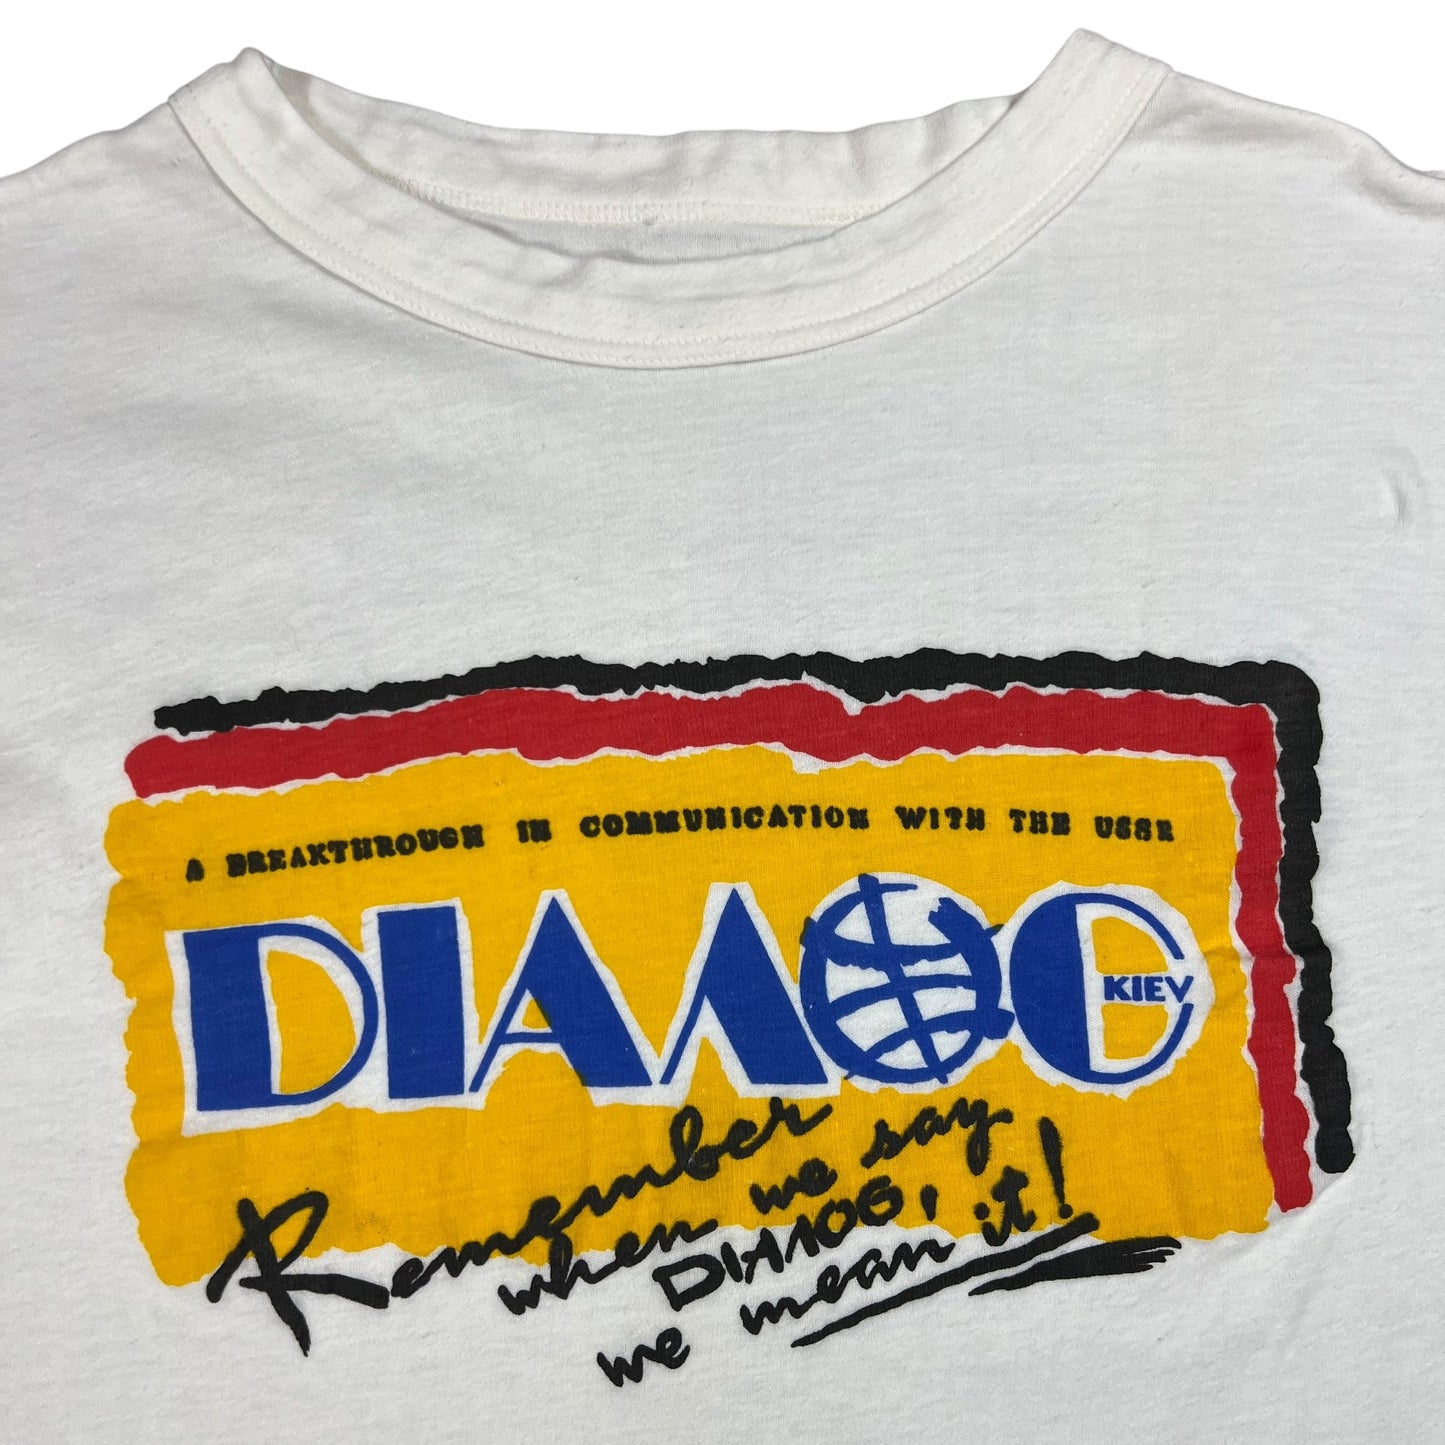 A BREAKTHROUGH IN COMMUNICATION WITH THE USSR
DIAΛOG
KIEV
Remember
when we say
DIAΛOG,
we mean it!